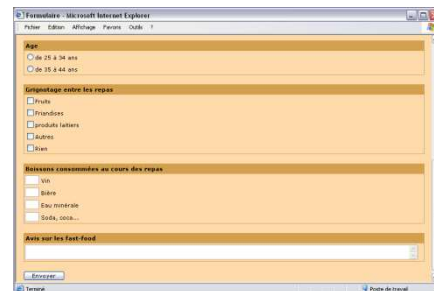 Formulaire - Microsoft Internet Explorer
Fichier Edition Affichage Favoris Outils ?
Age
de 25 à 34 ans
de 35 à 44 ans
Grignotage entre les repas
Fruits
Friandises
produits laitiers
Autres
Rien
Boissons consommées au cours des repas
Vin
Bière
Eau minérale
Soda, coca...
Avis sur les fast-food
Envoyer
Terminé Poste de travail